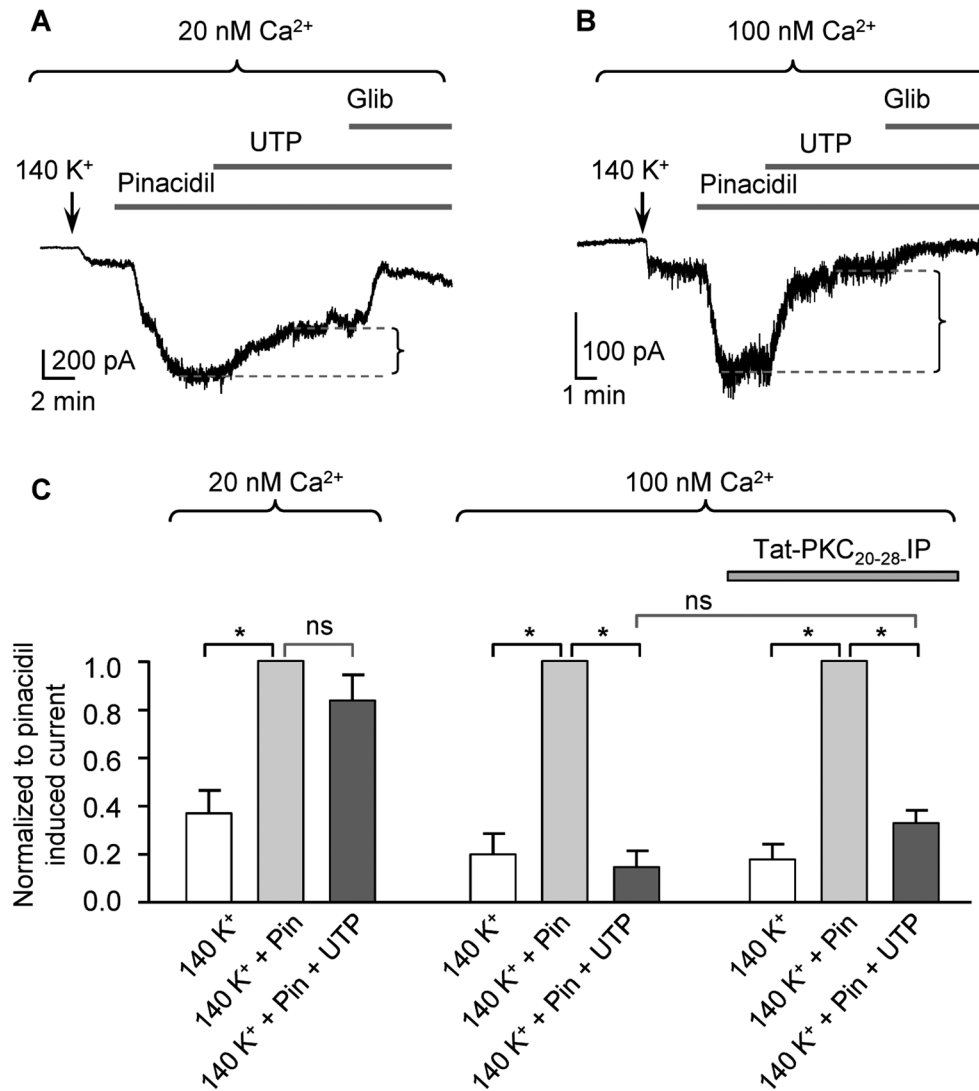 A
20 nM Ca²⁺
Glib
UTP
140 K⁺
Pinacidil
200 pA
2 min
B
100 nM Ca²⁺
Glib
UTP
140 K⁺
Pinacidil
100 pA
1 min
C
20 nM Ca²⁺
100 nM Ca²⁺
Tat-PKC₂₀₋₂₈₋IP
ns
* ns * * * *
Normalized to pinacidil
induced current
1.0
0.8
0.6
0.4
0.2
0.0
140 K⁺
140 K⁺ + Pin
140 K⁺ + Pin + UTP
140 K⁺
140 K⁺ + Pin
140 K⁺ + Pin + UTP
140 K⁺
140 K⁺ + Pin
140 K⁺ + Pin + UTP